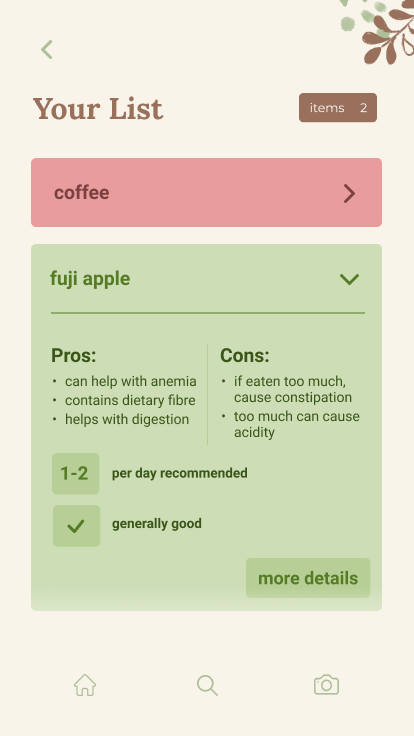 Your List
items 2
coffee
fuji apple
Pros:
• can help with anemia
• contains dietary fibre
• helps with digestion
Cons:
• if eaten too much,
cause constipation
• too much can cause
acidity
1-2 per day recommended
generally good
more details